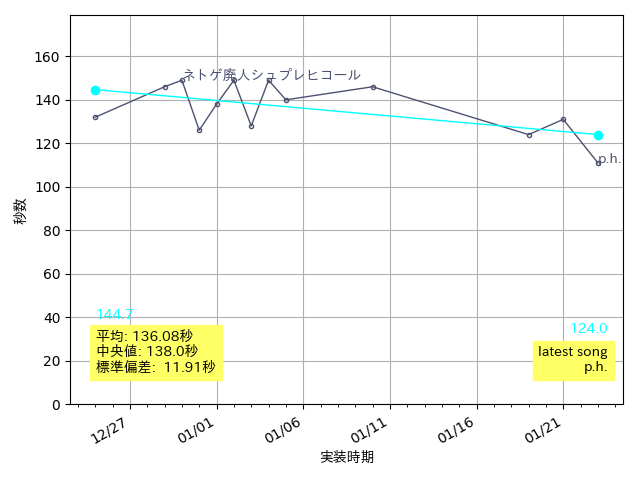 160
140
120
100
80
60
40
20
0
秒数
ネトゲ廃人シュプレヒコール
p.h.
144.7
124.0
平均: 136.08秒
中央値: 138.0秒
標準偏差: 11.91秒
latest song
p.h.
12/27
01/01
01/06
01/11
01/16
01/21
実装時期